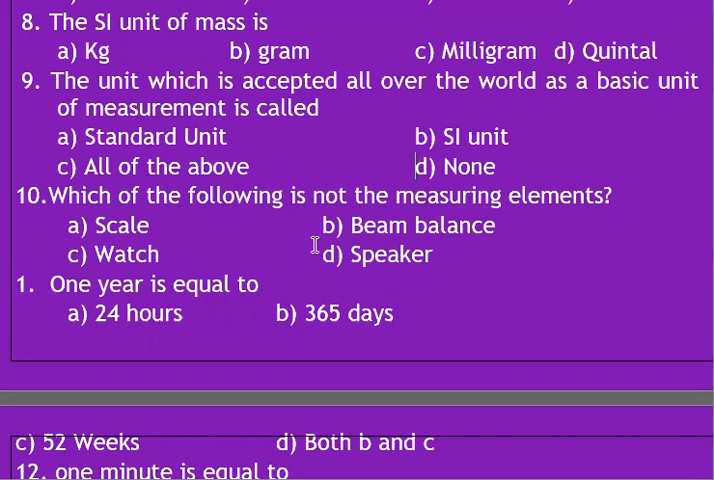 8. The SI unit of mass is
a) Kg b) gram c) Milligram d) Quintal
9. The unit which is accepted all over the world as a basic unit
of measurement is called
a) Standard Unit b) SI unit
c) All of the above d) None
10.Which of the following is not the measuring elements?
a) Scale b) Beam balance
c) Watch d) Speaker
1. One year is equal to
a) 24 hours b) 365 days
c) 52 Weeks d) Both b and c
12. one minute is equal to